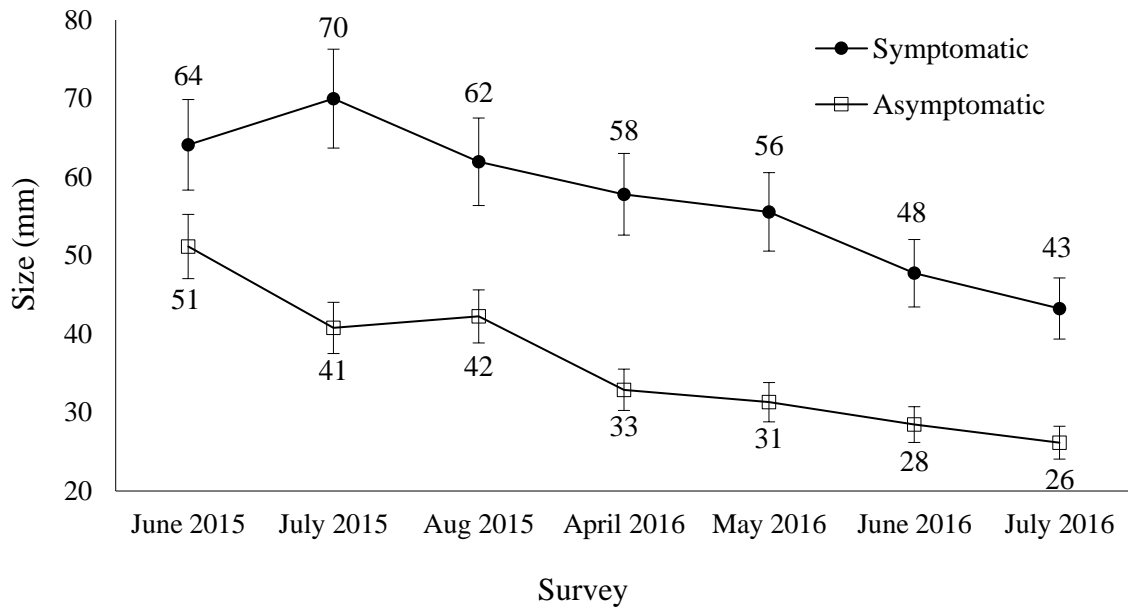 80
70
60
50
40
30
20
Size (mm)
64
70
62
58
56
48
43
51
41
42
33
31
28
26
Symptomatic
Asymptomatic
June 2015
July 2015
Aug 2015
April 2016
May 2016
June 2016
July 2016
Survey